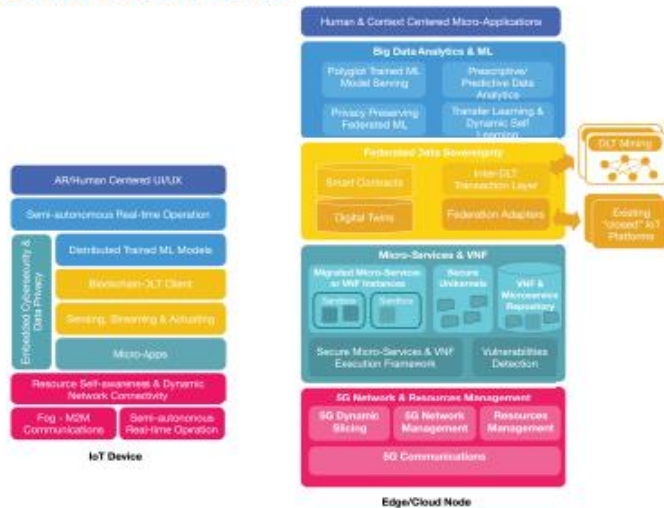 Human & Context Centered Micro-Applications
Big Data Analytics & ML
Polyglot Trained ML
Model Serving
Prescriptive/
Predictive Data
Analytics
Privacy Preserving
Federated ML
Transfer Learning &
Dynamic Self
Learning
Federated Data Sovereignty
Smart Contracts
Inter-DLT
Transaction Layer
Digital Twins
Federation Adapters
DLT Mining
Existing
"closed" IoT
Platforms
Micro-Services & VNF
Migrated Micro-Services
or VNF Instances
Sandbox
Sandbox
Secure
Unikernels
VNF &
Microservice
Repository
Secure Micro-Services & VNF
Execution Framework
Vulnerabilities
Detection
5G Network & Resources Management
5G Dynamic
Slicing
5G Network
Management
Resources
Management
5G Communications
Edge/Cloud Node
AR/Human Centered UI/UX
Semi-autonomous Real-time Operation
Embedded Cybersecurity &
Data Privacy
Distributed Trained ML Models
Blockchain-DLT Client
Sensing, Streaming & Actuating
Micro-Apps
Resource Self-awareness & Dynamic
Network Connectivity
Fog - M2M
Communications
Semi-autonomous
Real-time Opration
IoT Device